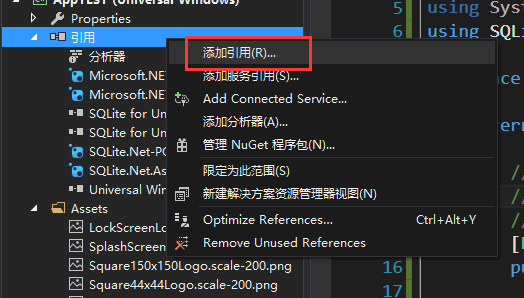 AppTEST (Universal Windows)
Properties
引用
分析器
Microsoft.NE
Microsoft.NE
SQLite for Un
SQLite for Un
SQLite.Net-PC
SQLite.Net.As
Universal Win
Assets
LockScreenLo
SplashScreen
Square150x150Logo.scale-200.png
Square44x44Logo.scale-200.png
添加引用(R)...
添加服务引用(S)...
Add Connected Service...
添加分析器(A)...
管理 NuGet 程序包(N)...
限定为此范围(S)
新建解决方案资源管理器视图(N)
Optimize References... Ctrl+Alt+Y
Remove Unused References
5 using Sys
6 using SQL
ace
tern
//
//
//
[
16 pu
17